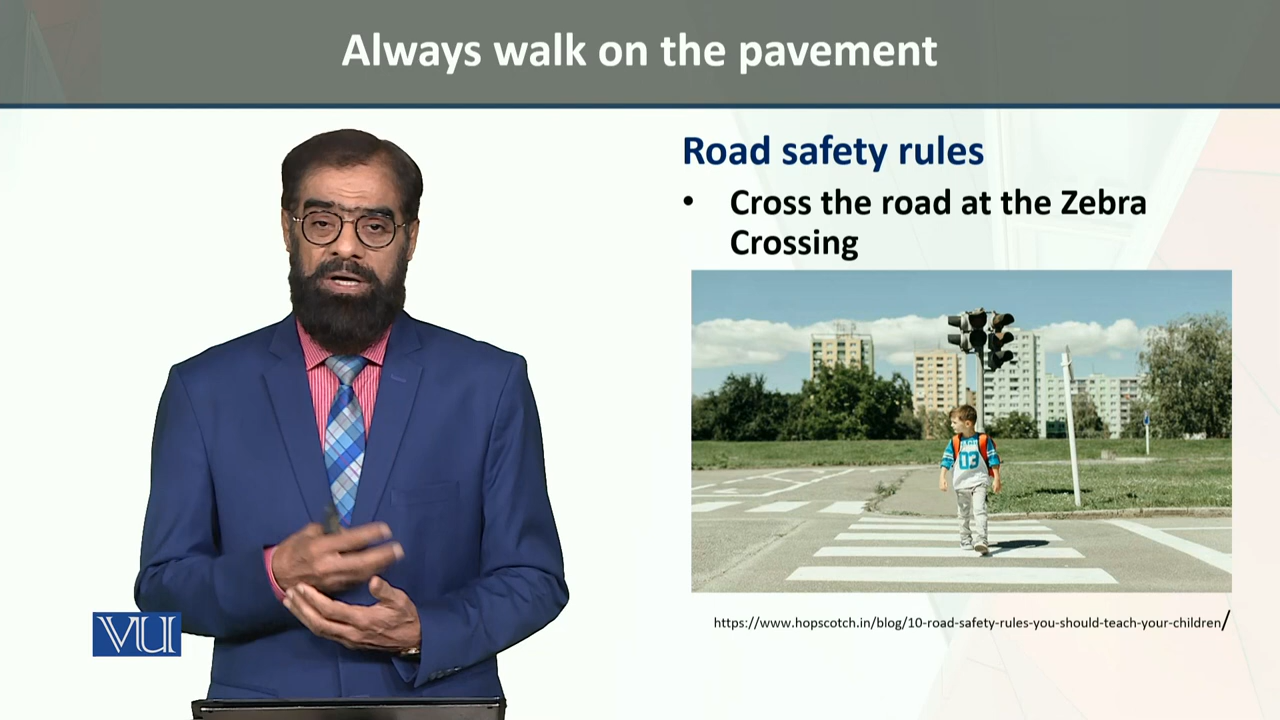 Always walk on the pavement
Road safety rules
• Cross the road at the Zebra
Crossing
03
https://www.hopscotch.in/blog/10-road-safety-rules-you-should-teach-your-children/
VU